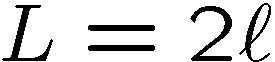 L = 2ℓ